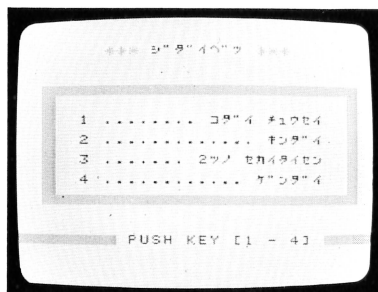 *** シ"タ"イヘ"ツ ***
1 ........ コタ"イ チュウセイ
2 ............. キンタ"イ
3 ....... 2ツノ セカイタイセン
4 ............. ケ"ンタ"イ
PUSH KEY [1 - 4]